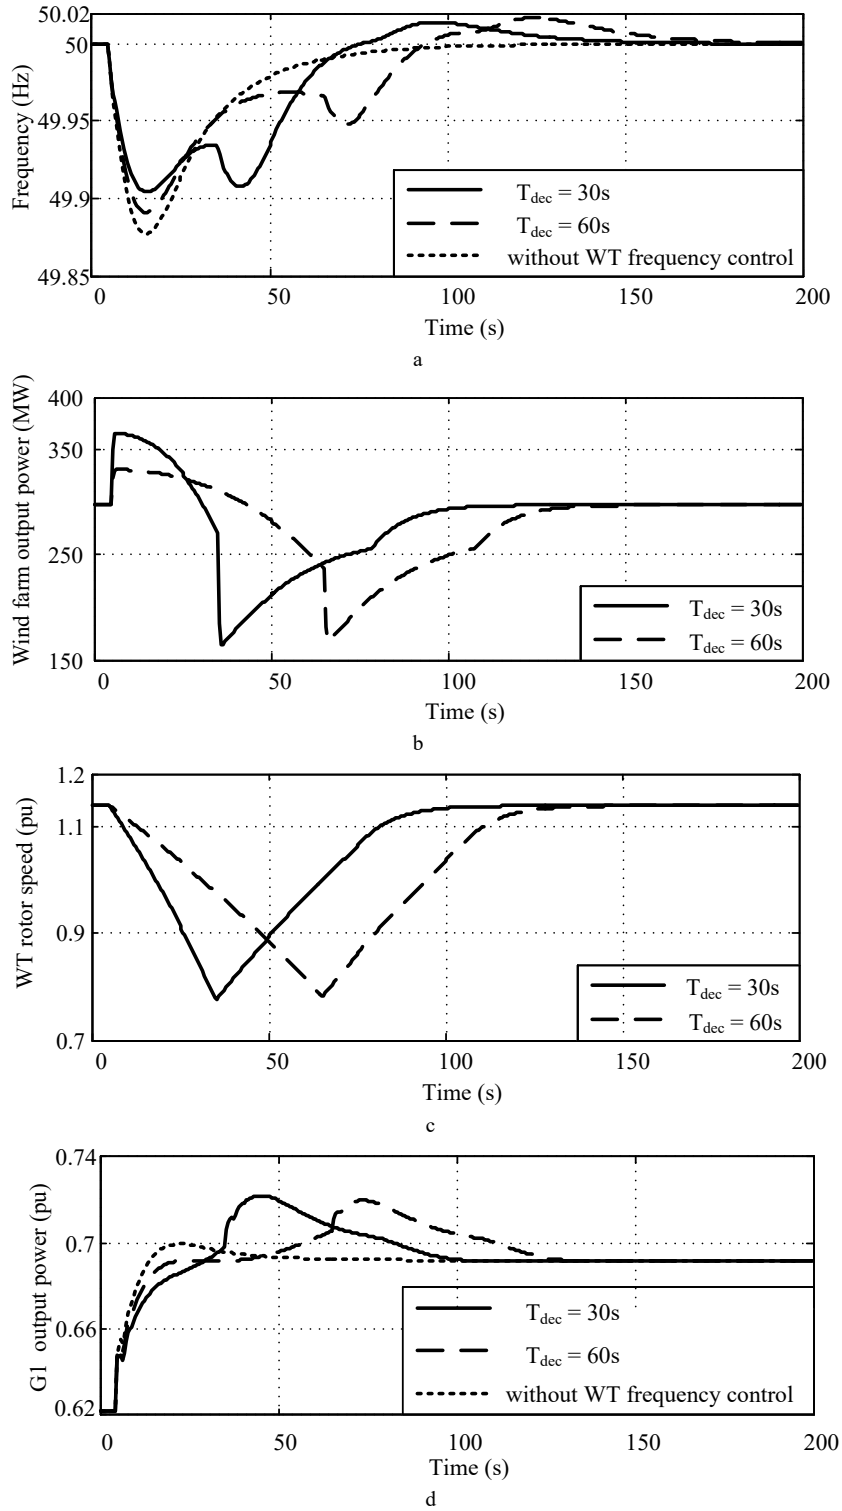 50.02
50
49.95
49.9
49.85
Frequency (Hz)
T_dec = 30s
T_dec = 60s
without WT frequency control
0 50 100 150 200
Time (s)
a
400
350
250
150
Wind farm output power (MW)
T_dec = 30s
T_dec = 60s
0 50 100 150 200
Time (s)
b
1.2
1.1
0.9
0.7
WT rotor speed (pu)
T_dec = 30s
T_dec = 60s
0 50 100 150 200
Time (s)
c
0.74
0.7
0.66
0.62
G1 output power (pu)
T_dec = 30s
T_dec = 60s
without WT frequency control
0 50 100 150 200
Time (s)
d